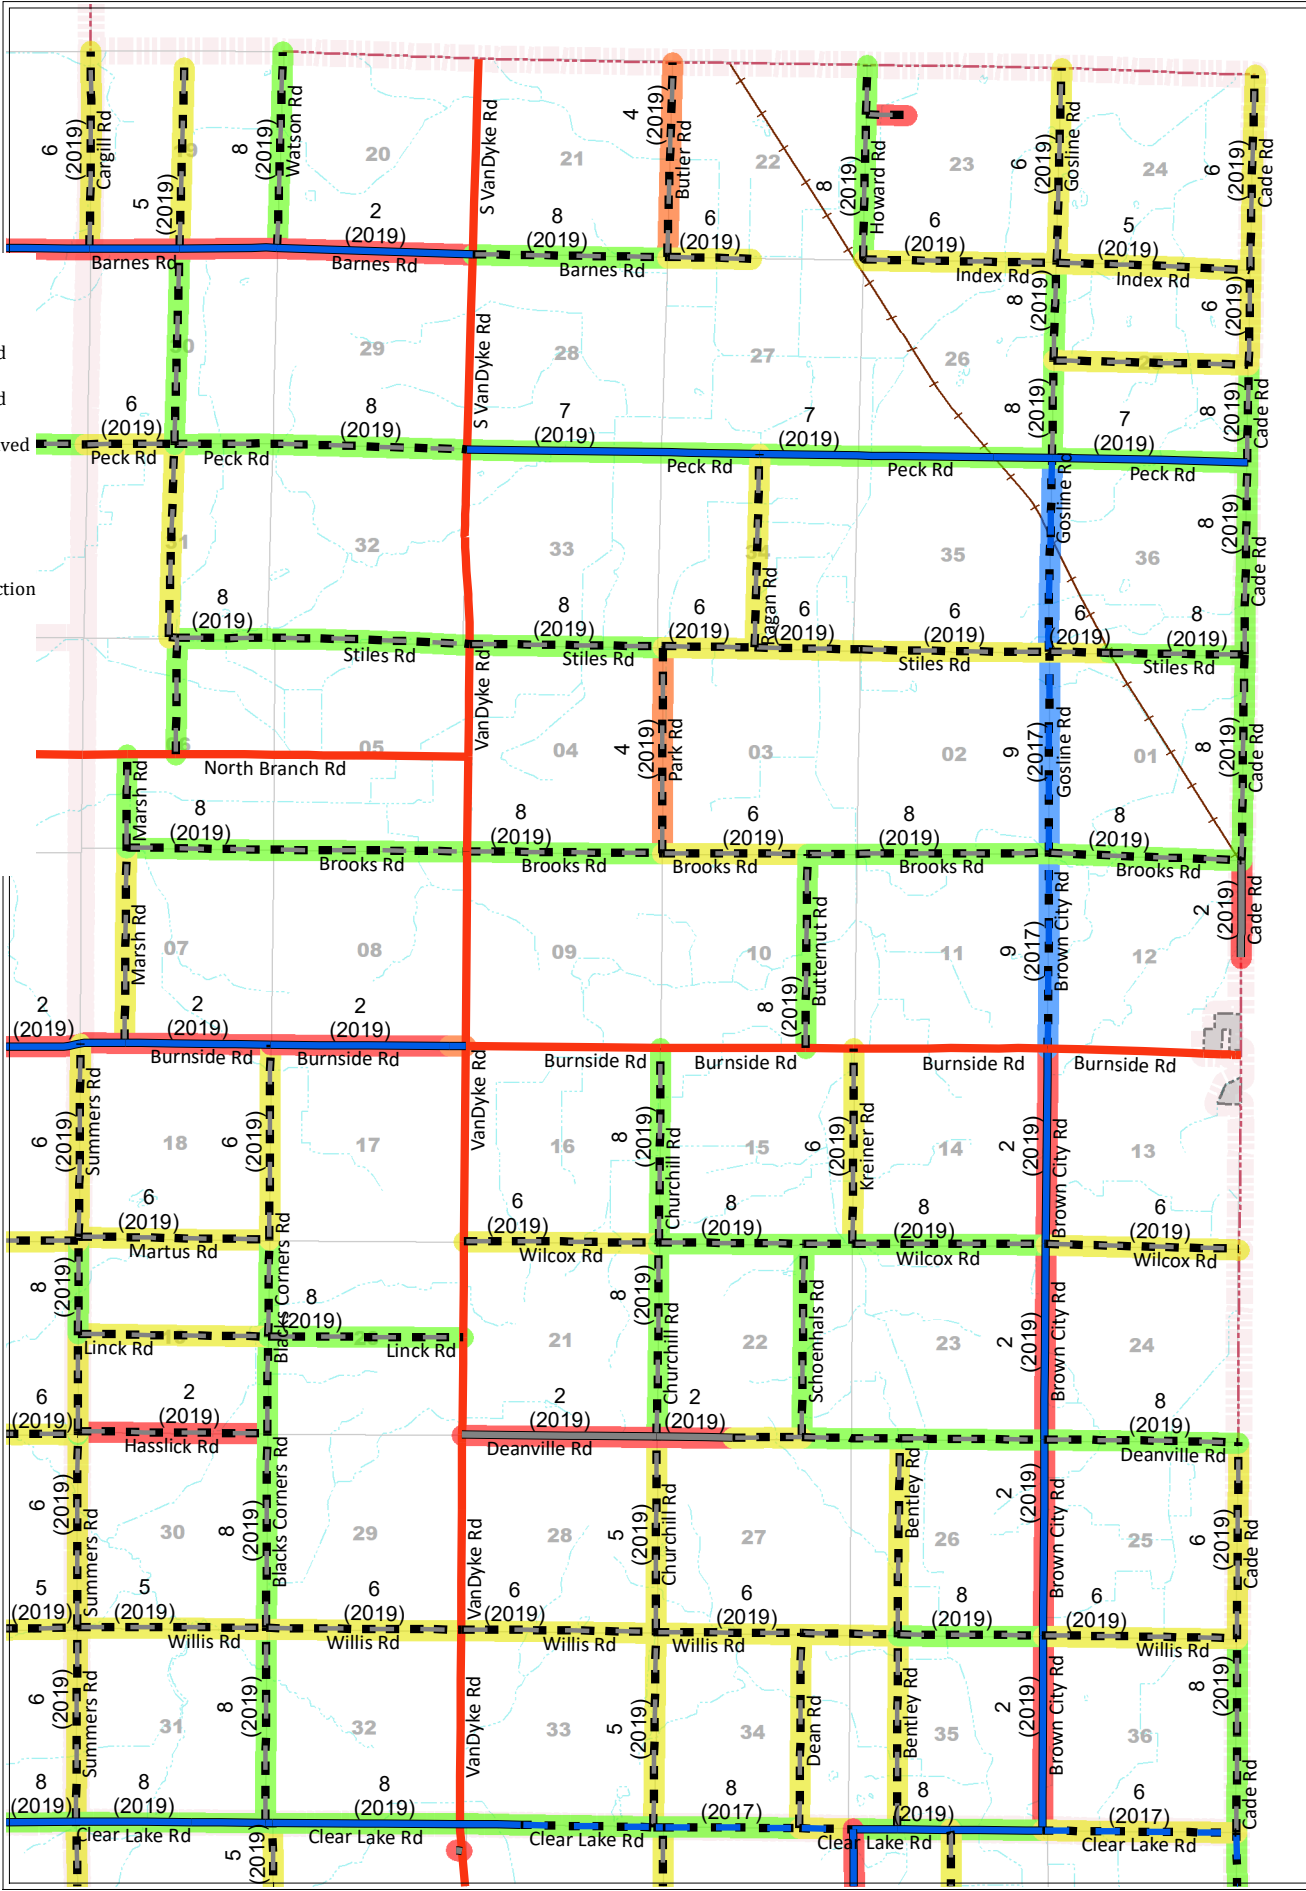 6
(2019)
Cargill Rd
19
5
(2019)
8
(2019)
Watson Rd
20
S VanDyke Rd
21
4
(2019)
Butler Rd
22
8
(2019)
Howard Rd
23
6
(2019)
Gosline Rd
24
6
(2019)
Cade Rd
2
(2019)
8
(2019)
6
(2019)
6
(2019)
5
(2019)
Barnes Rd
Barnes Rd
Barnes Rd
Index Rd
Index Rd
8
(2019)
6
(2019)
d
30
29
S VanDyke Rd
28
27
26
d
ved
6
(2019)
8
(2019)
7
(2019)
7
(2019)
8
(2019)
7
(2019)
8
(2019)
Cade Rd
Peck Rd
Peck Rd
Peck Rd
Peck Rd
Peck Rd
Gosline Rd
31
32
33
34
35
36
8
(2019)
Cade Rd
ction
Ragan Rd
8
(2019)
8
(2019)
6
(2019)
6
(2019)
6
(2019)
6
(2019)
8
(2019)
Stiles Rd
Stiles Rd
Stiles Rd
Stiles Rd
VanDyke Rd
06
05
04
4
(2019)
Park Rd
03
02
9
(2017)
Gosline Rd
01
8
(2019)
Cade Rd
North Branch Rd
Marsh Rd
8
(2019)
8
(2019)
6
(2019)
8
(2019)
8
(2019)
Brooks Rd
Brooks Rd
Brooks Rd
Brooks Rd
Brooks Rd
2
(2019)
Cade Rd
Marsh Rd
07
08
09
10
8
(2019)
Butternut Rd
11
9
(2017)
Brown City Rd
12
2
(2019)
2
(2019)
2
(2019)
Burnside Rd
Burnside Rd
Burnside Rd
Burnside Rd
Burnside Rd
Burnside Rd
6
(2019)
Summers Rd
18
6
(2019)
17
VanDyke Rd
16
8
(2019)
Churchill Rd
15
6
(2019)
Kreiner Rd
14
2
(2019)
Brown City Rd
13
6
(2019)
6
(2019)
8
(2019)
8
(2019)
6
(2019)
Martus Rd
Wilcox Rd
Wilcox Rd
Wilcox Rd
8
(2019)
Blacks Corners Rd
8
(2019)
8
(2019)
Churchill Rd
Schoenhals Rd
2
(2019)
Brown City Rd
Linck Rd
Linck Rd
21
22
23
24
6
(2019)
2
(2019)
2
(2019)
2
(2019)
8
(2019)
Hasslick Rd
Deanville Rd
Deanville Rd
6
(2019)
Summers Rd
30
8
(2019)
Blacks Corners Rd
29
VanDyke Rd
28
5
(2019)
Churchill Rd
27
Bentley Rd
26
2
(2019)
Brown City Rd
25
6
(2019)
Cade Rd
5
(2019)
5
(2019)
6
(2019)
6
(2019)
6
(2019)
8
(2019)
6
(2019)
Willis Rd
Willis Rd
Willis Rd
Willis Rd
Willis Rd
6
(2019)
Summers Rd
31
8
(2019)
32
VanDyke Rd
33
5
(2019)
34
Dean Rd
Bentley Rd
35
2
(2019)
Brown City Rd
36
8
(2019)
Cade Rd
8
(2019)
8
(2019)
8
(2019)
8
(2017)
8
(2019)
6
(2017)
Clear Lake Rd
Clear Lake Rd
Clear Lake Rd
Clear Lake Rd
Clear Lake Rd
5
(2019)